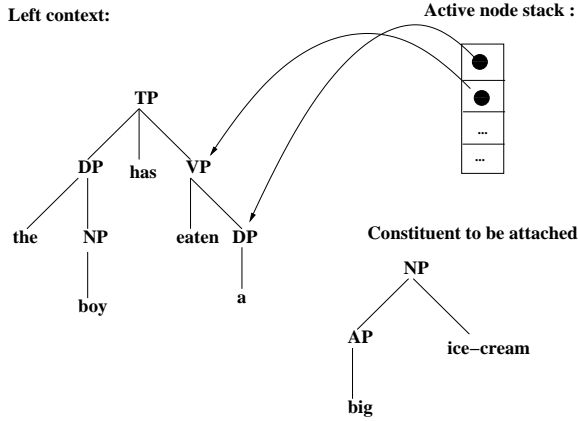 Left context:
Active node stack :
TP
...
DP
has
VP
...
the
NP
eaten
DP
Constituent to be attached
NP
boy
a
AP
ice−cream
big